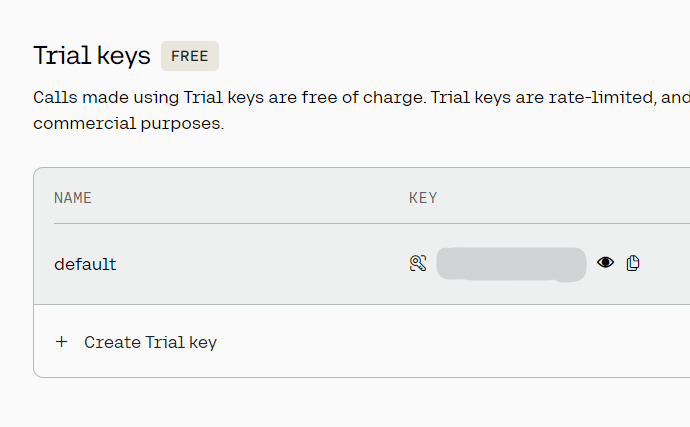 Trial keys FREE
Calls made using Trial keys are free of charge. Trial keys are rate-limited, and
commercial purposes.
NAME KEY
default
+ Create Trial key